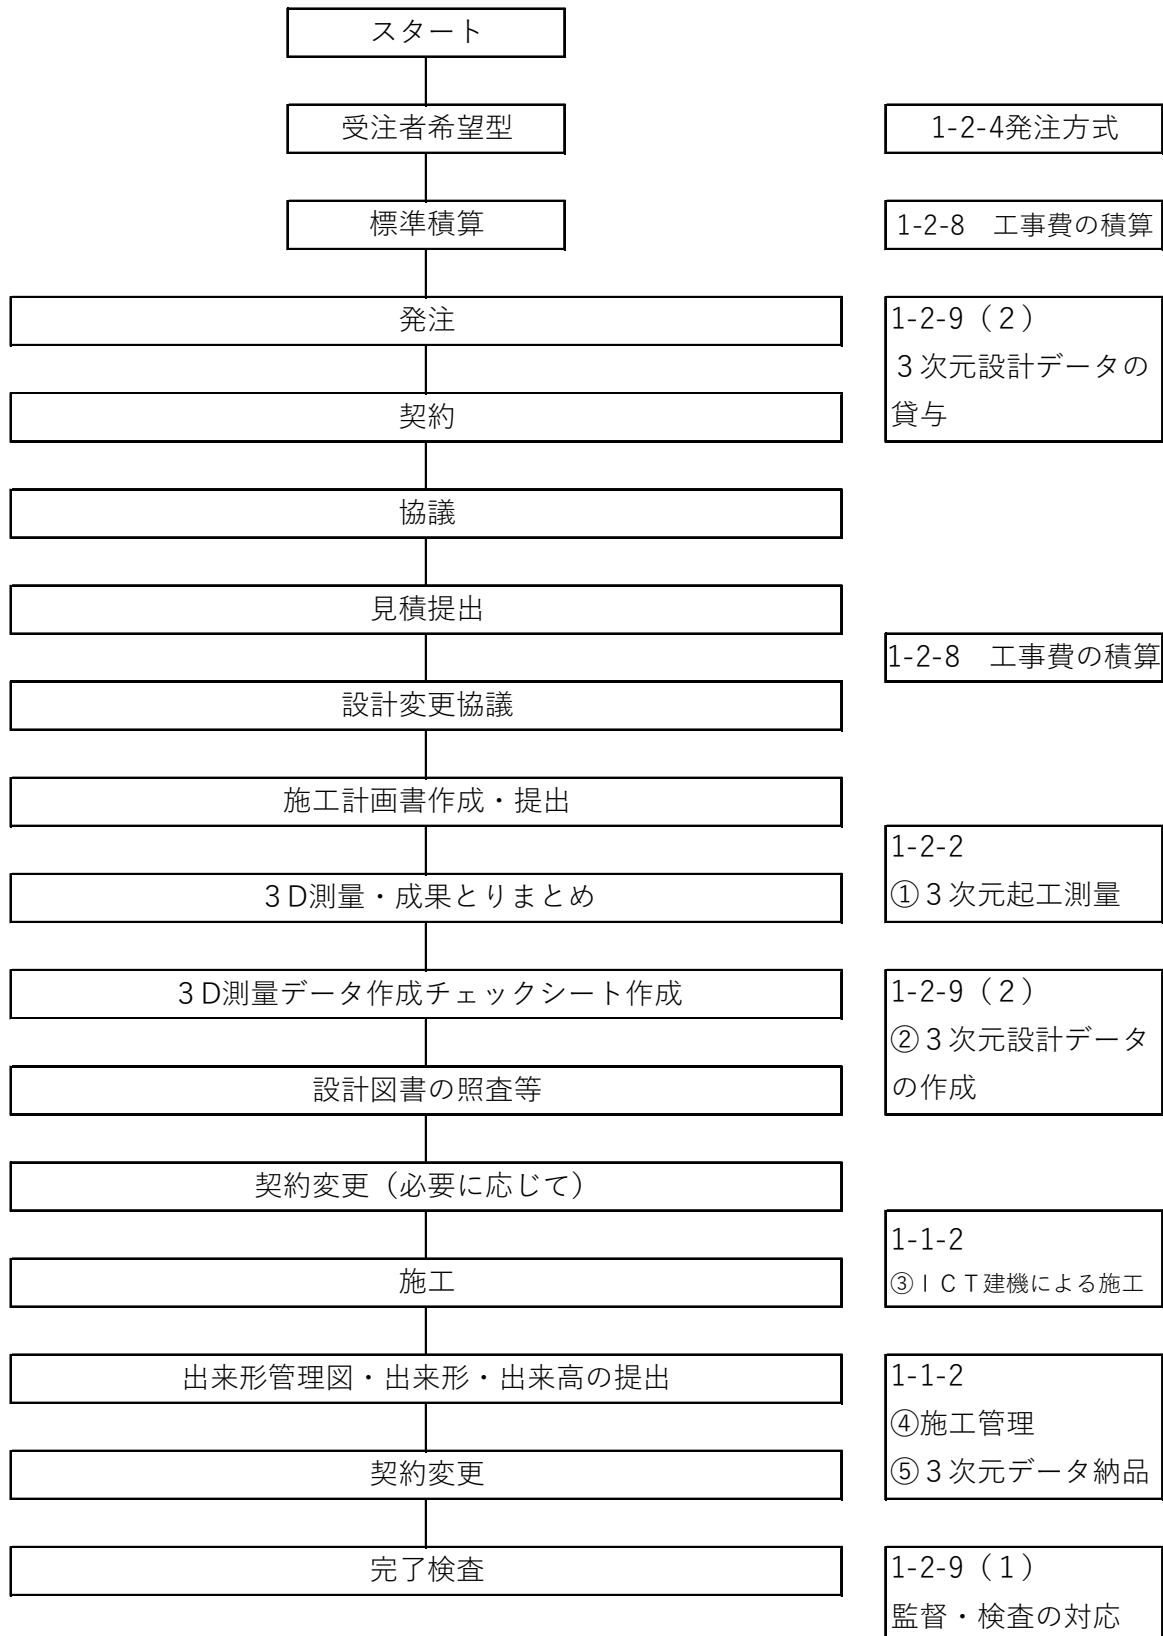 スタート
受注者希望型
1-2-4発注方式
標準積算
1-2-8　工事費の積算
発注
1-2-9（２）
３次元設計データの
貸与
契約
協議
見積提出
1-2-8　工事費の積算
設計変更協議
施工計画書作成・提出
1-2-2
①３次元起工測量
３D測量・成果とりまとめ
３D測量データ作成チェックシート作成
1-2-9（２）
②３次元設計データ
の作成
設計図書の照査等
契約変更（必要に応じて）
1-1-2
③ＩＣＴ建機による施工
施工
出来形管理図・出来形・出来高の提出
1-1-2
④施工管理
⑤３次元データ納品
契約変更
完了検査
1-2-9（１）
監督・検査の対応